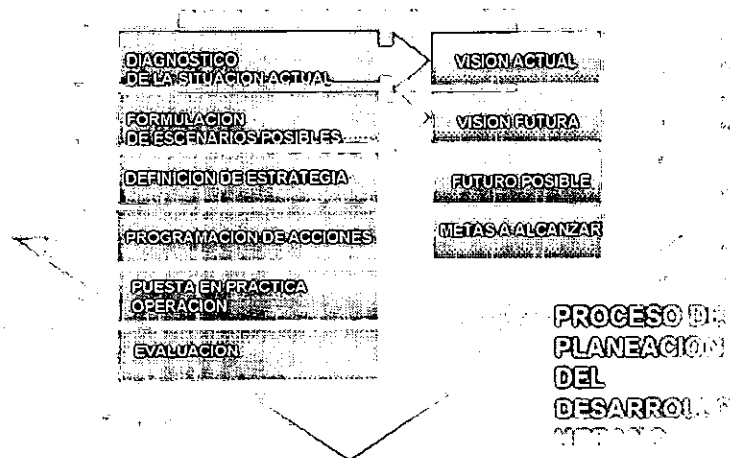 DIAGNOSTICO
DE LA SITUACION ACTUAL
VISION ACTUAL
FORMULACION
DE ESCENARIOS POSIBLES
VISION FUTURA
DEFINICION DE ESTRATEGIA
FUTURO POSIBLE
PROGRAMACION DE ACCIONES
METAS A ALCANZAR
PUESTA EN PRACTICA
OPERACION
EVALUACION
PROCESO DE
PLANEACION
DEL